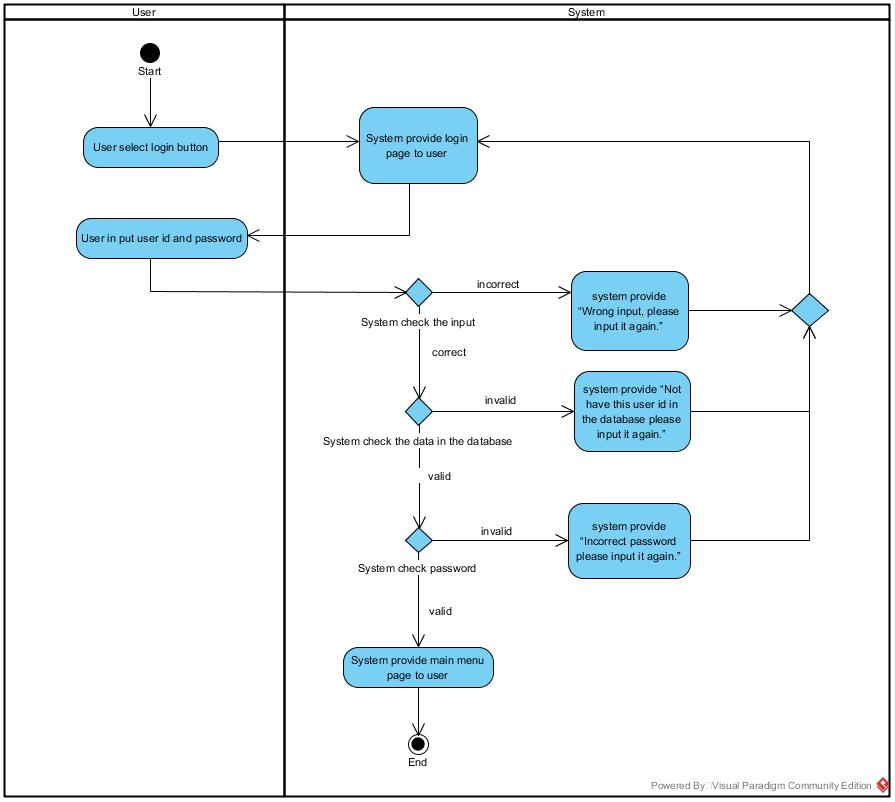 User
System
Start
User select login button
System provide login
page to user
User in put user id and password
incorrect
system provide
“Wrong input, please
input it again.”
System check the input
correct
invalid
system provide “Not
have this user id in
the database please
input it again.”
System check the data in the database
valid
invalid
system provide
“Incorrect password
please input it again.”
System check password
valid
System provide main menu
page to user
End
Powered By Visual Paradigm Community Edition